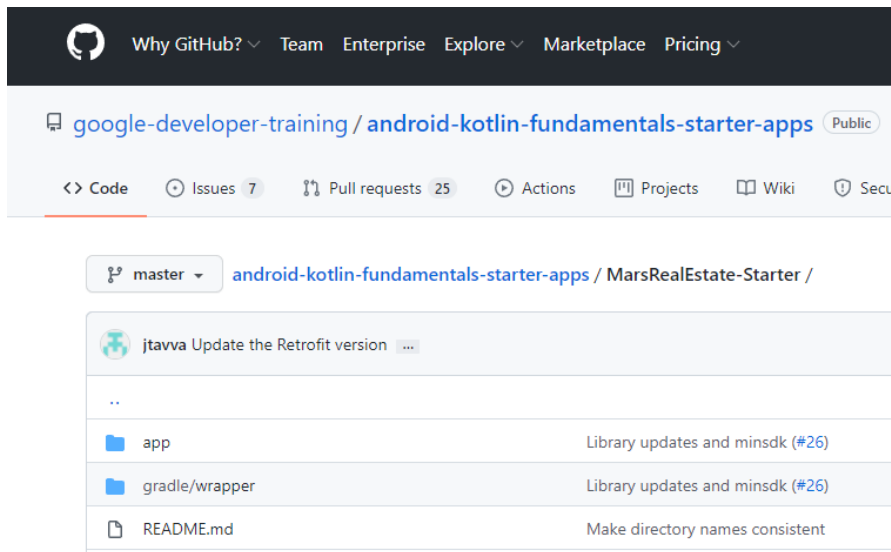 Why GitHub? Team Enterprise Explore Marketplace Pricing
google-developer-training / android-kotlin-fundamentals-starter-apps Public
<> Code Issues 7 Pull requests 25 Actions Projects Wiki Secu
master android-kotlin-fundamentals-starter-apps / MarsRealEstate-Starter /
jtavva Update the Retrofit version ...
..
app Library updates and minsdk (#26)
gradle/wrapper Library updates and minsdk (#26)
README.md Make directory names consistent